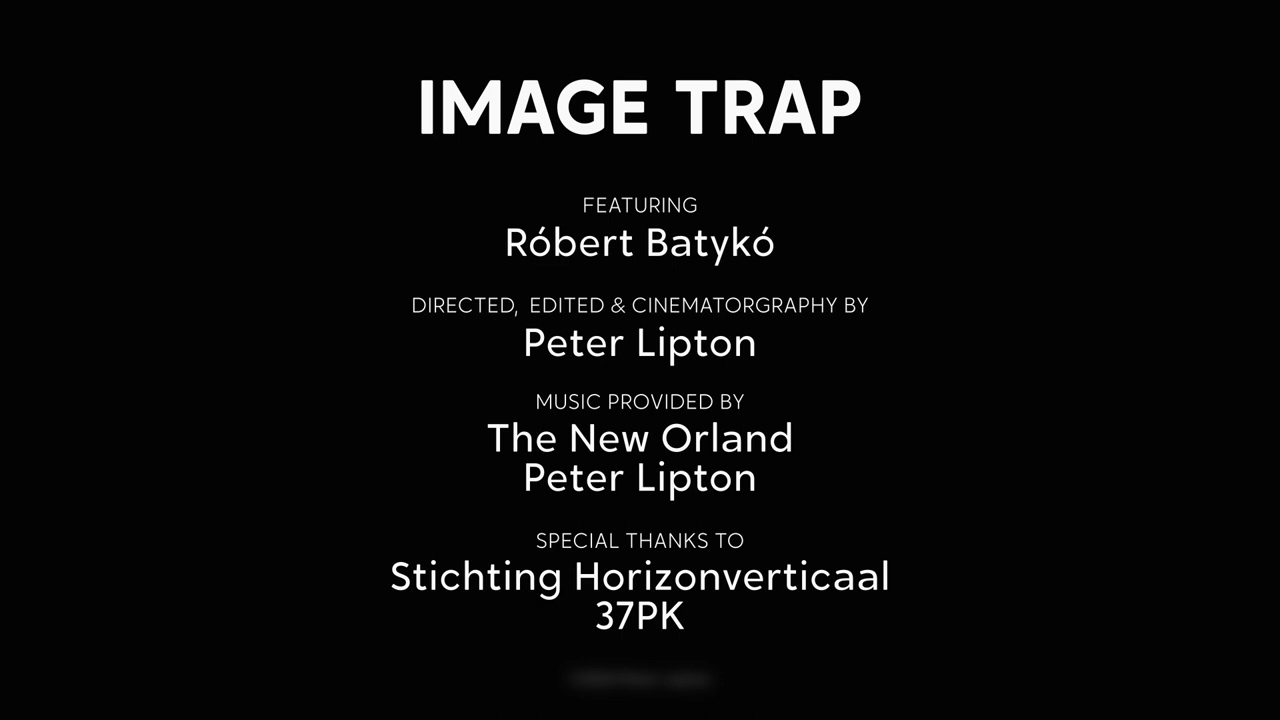 IMAGE TRAP
FEATURING
Róbert Batykó
DIRECTED, EDITED & CINEMATORGRAPHY BY
Peter Lipton
MUSIC PROVIDED BY
The New Orland
Peter Lipton
SPECIAL THANKS TO
Stichting Horizonverticaal
37PK